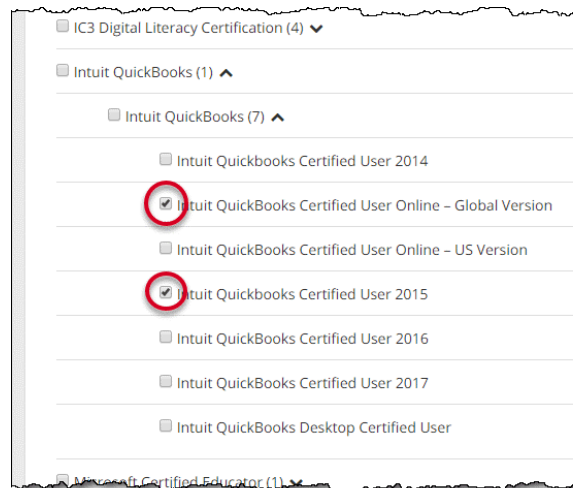 IC3 Digital Literacy Certification (4)
Intuit QuickBooks (1)
Intuit QuickBooks (7)
Intuit Quickbooks Certified User 2014
Intuit QuickBooks Certified User Online – Global Version
Intuit QuickBooks Certified User Online – US Version
Intuit Quickbooks Certified User 2015
Intuit QuickBooks Certified User 2016
Intuit QuickBooks Certified User 2017
Intuit QuickBooks Desktop Certified User
Microsoft Certified Educator (1)